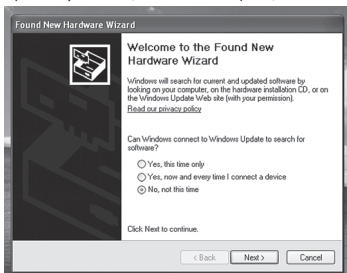 Found New Hardware Wizard
Welcome to the Found New
Hardware Wizard
Windows will search for current and updated software by
looking on your computer, on the hardware installation CD, or on
the Windows Update Web site (with your permission).
Read our privacy policy
Can Windows connect to Windows Update to search for
software?
Yes, this time only
Yes, now and every time I connect a device
No, not this time
Click Next to continue.
< Back
Next >
Cancel